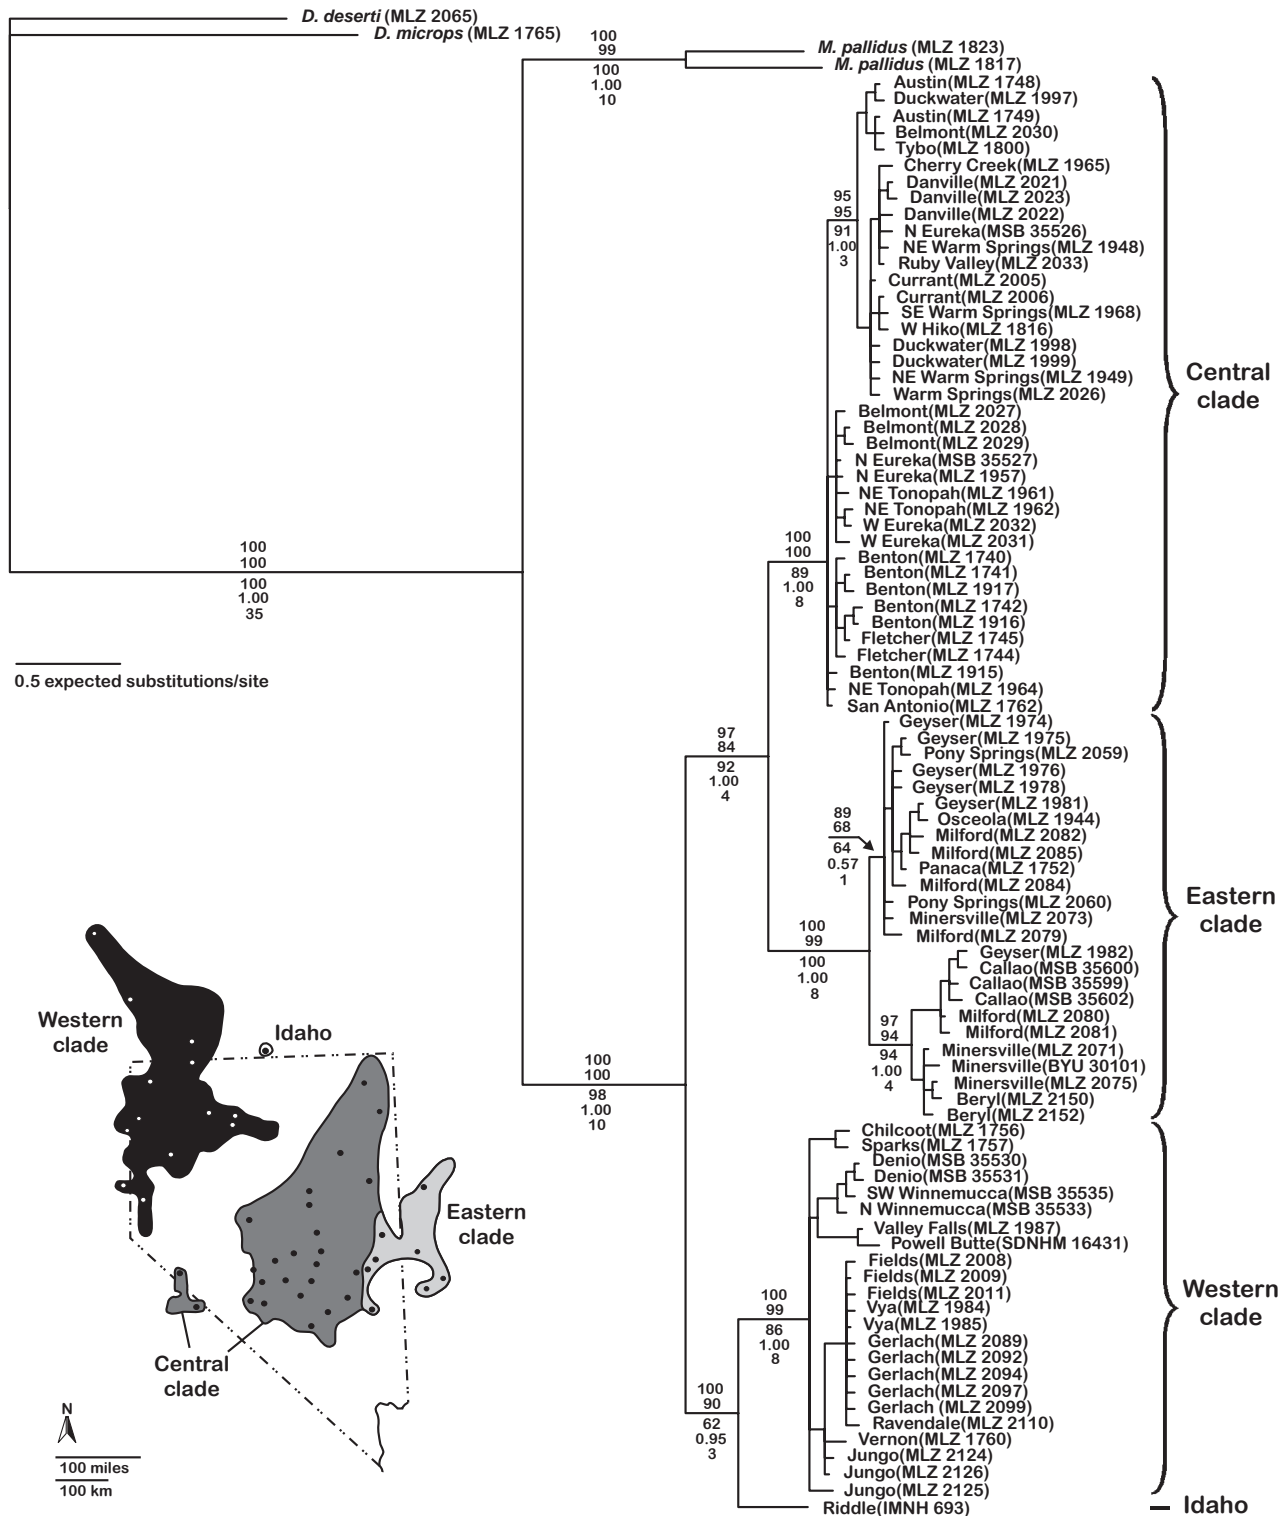 D. deserti (MLZ 2065)
D. microps (MLZ 1765)
100
99
100
1.00
10
M. pallidus (MLZ 1823)
M. pallidus (MLZ 1817)
Austin(MLZ 1748)
Duckwater(MLZ 1997)
Austin(MLZ 1749)
Belmont(MLZ 2030)
Tybo(MLZ 1800)
Cherry Creek(MLZ 1965)
Danville(MLZ 2021)
Danville(MLZ 2023)
Danville(MLZ 2022)
N Eureka(MSB 35526)
NE Warm Springs(MLZ 1948)
Ruby Valley(MLZ 2033)
Currant(MLZ 2005)
Currant(MLZ 2006)
SE Warm Springs(MLZ 1968)
W Hiko(MLZ 1816)
Duckwater(MLZ 1998)
Duckwater(MLZ 1999)
NE Warm Springs(MLZ 1949)
Warm Springs(MLZ 2026)
95
95
91
1.00
3
Belmont(MLZ 2027)
Belmont(MLZ 2028)
Belmont(MLZ 2029)
N Eureka(MSB 35527)
N Eureka(MLZ 1957)
NE Tonopah(MLZ 1961)
NE Tonopah(MLZ 1962)
W Eureka(MLZ 2032)
W Eureka(MLZ 2031)
Benton(MLZ 1740)
Benton(MLZ 1741)
Benton(MLZ 1917)
Benton(MLZ 1742)
Benton(MLZ 1916)
Fletcher(MLZ 1745)
Fletcher(MLZ 1744)
Benton(MLZ 1915)
NE Tonopah(MLZ 1964)
San Antonio(MLZ 1762)
100
100
89
1.00
8
Central
clade
100
100
100
1.00
35
0.5 expected substitutions/site
97
84
92
1.00
4
Geyser(MLZ 1974)
Geyser(MLZ 1975)
Pony Springs(MLZ 2059)
Geyser(MLZ 1976)
Geyser(MLZ 1978)
Geyser(MLZ 1981)
Osceola(MLZ 1944)
Milford(MLZ 2082)
Milford(MLZ 2085)
Panaca(MLZ 1752)
Milford(MLZ 2084)
Pony Springs(MLZ 2060)
Minersville(MLZ 2073)
Milford(MLZ 2079)
89
68
64
0.57
1
100
99
100
1.00
8
Geyser(MLZ 1982)
Callao(MSB 35600)
Callao(MSB 35599)
Callao(MSB 35602)
Milford(MLZ 2080)
Milford(MLZ 2081)
Minersville(MLZ 2071)
Minersville(BYU 30101)
Minersville(MLZ 2075)
Beryl(MLZ 2150)
Beryl(MLZ 2152)
97
94
94
1.00
4
Eastern
clade
100
100
98
1.00
10
Chilcoot(MLZ 1756)
Sparks(MLZ 1757)
Denio(MSB 35530)
Denio(MSB 35531)
SW Winnemucca(MSB 35535)
N Winnemucca(MSB 35533)
Valley Falls(MLZ 1987)
Powell Butte(SDNHM 16431)
Fields(MLZ 2008)
Fields(MLZ 2009)
Fields(MLZ 2011)
Vya(MLZ 1984)
Vya(MLZ 1985)
Gerlach(MLZ 2089)
Gerlach(MLZ 2092)
Gerlach(MLZ 2094)
Gerlach(MLZ 2097)
Gerlach (MLZ 2099)
Ravendale(MLZ 2110)
Vernon(MLZ 1760)
Jungo(MLZ 2124)
Jungo(MLZ 2126)
Jungo(MLZ 2125)
Riddle(IMNH 693)
100
99
86
1.00
8
100
90
62
0.95
3
Western
clade
Idaho
Western
clade
Idaho
Eastern
clade
Central
clade
N
100 miles
100 km